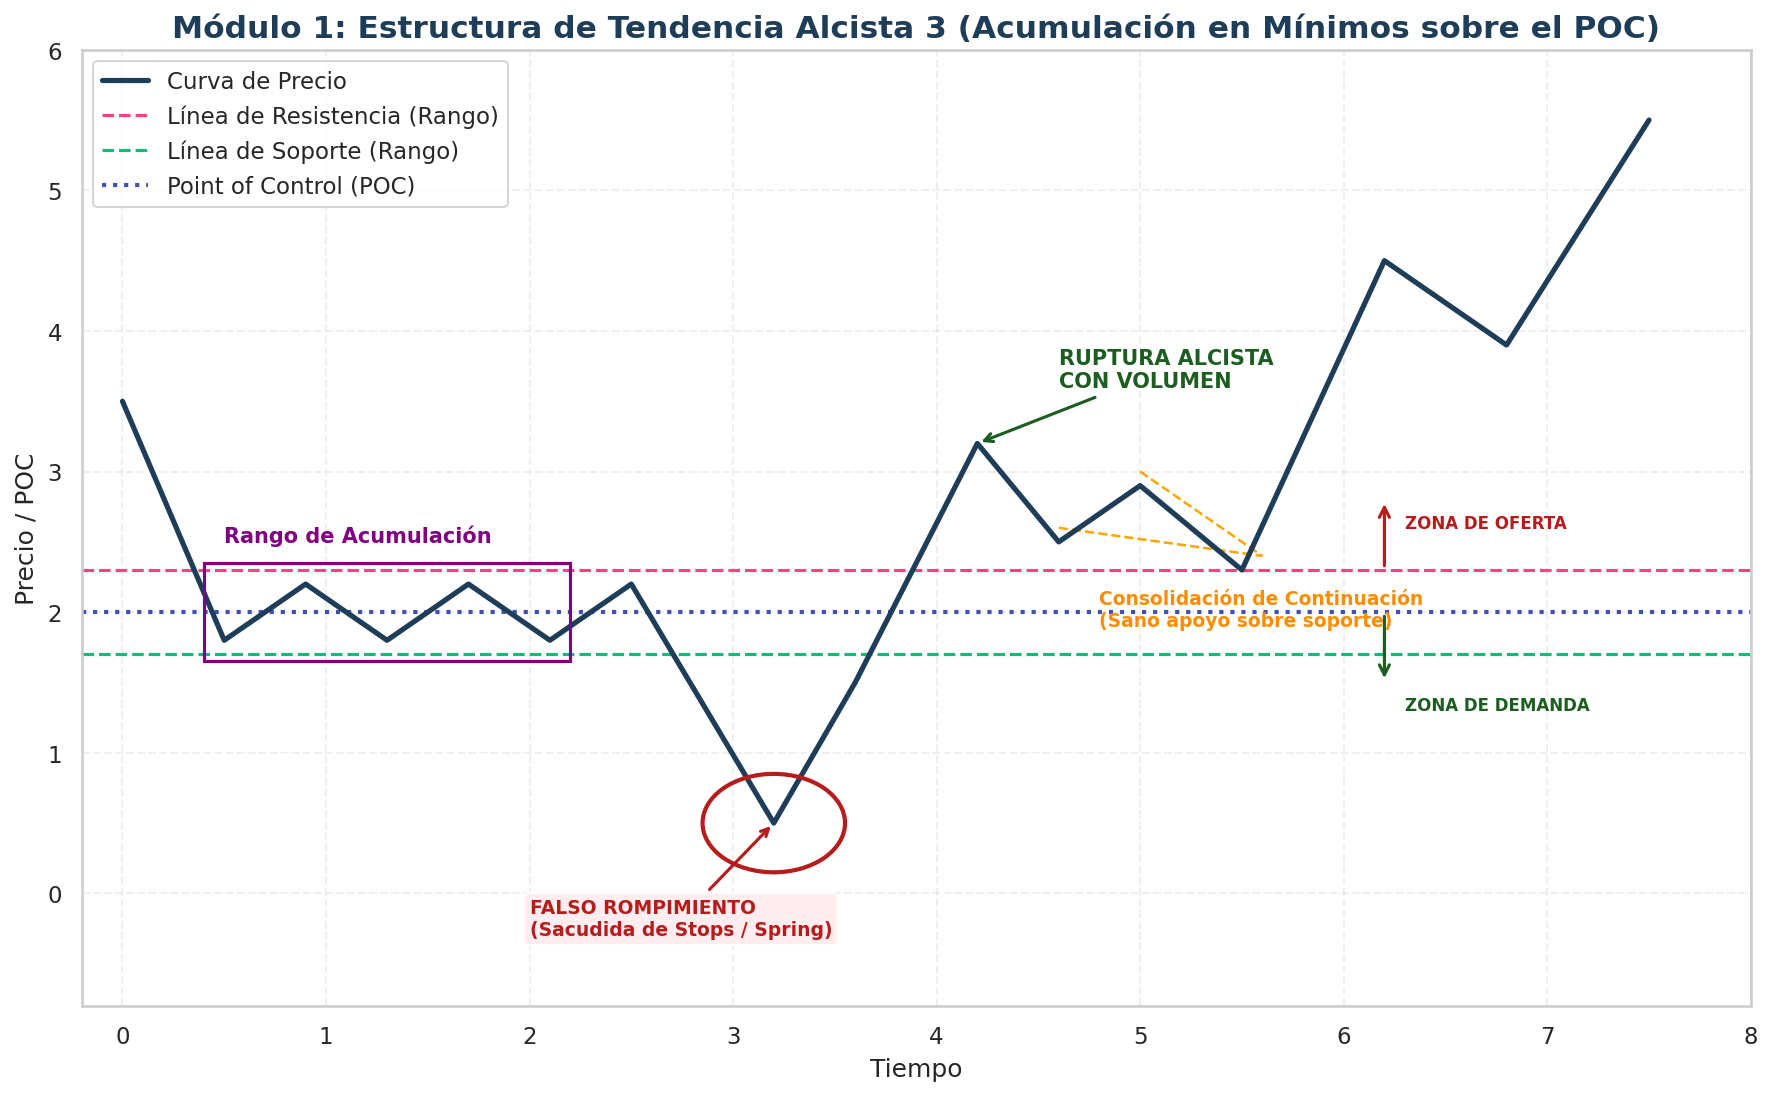 Módulo 1: Estructura de Tendencia Alcista 3 (Acumulación en Mínimos sobre el POC)
Curva de Precio
Línea de Resistencia (Rango)
Línea de Soporte (Rango)
Point of Control (POC)
Precio / POC
6
5
4
3
2
1
0
RUPTURA ALCISTA
CON VOLUMEN
Rango de Acumulación
ZONA DE OFERTA
Consolidación de Continuación
(Sano apoyo sobre soporte)
ZONA DE DEMANDA
FALSO ROMPIMIENTO
(Sacudida de Stops / Spring)
0 1 2 3 4 5 6 7 8
Tiempo